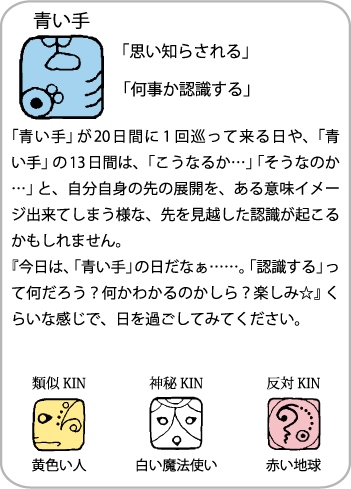 青い手
「思い知らされる」
「何事か認識する」
「青い手」が20日間に１回巡って来る日や、「青
い手」の13日間は、「こうなるか…」「そうなのか
…」と、自分自身の先の展開を、ある意味イメー
ジ出来てしまう様な、先を見越した認識が起こる
かもしれません。
『今日は、「青い手」の日だなぁ……。「認識する」っ
て何だろう？何かわかるのかしら？楽しみ☆』く
らいな感じで、日を過ごしてみてください。
類似 KIN 神秘 KIN 反対 KIN
黄色い人 白い魔法使い 赤い地球